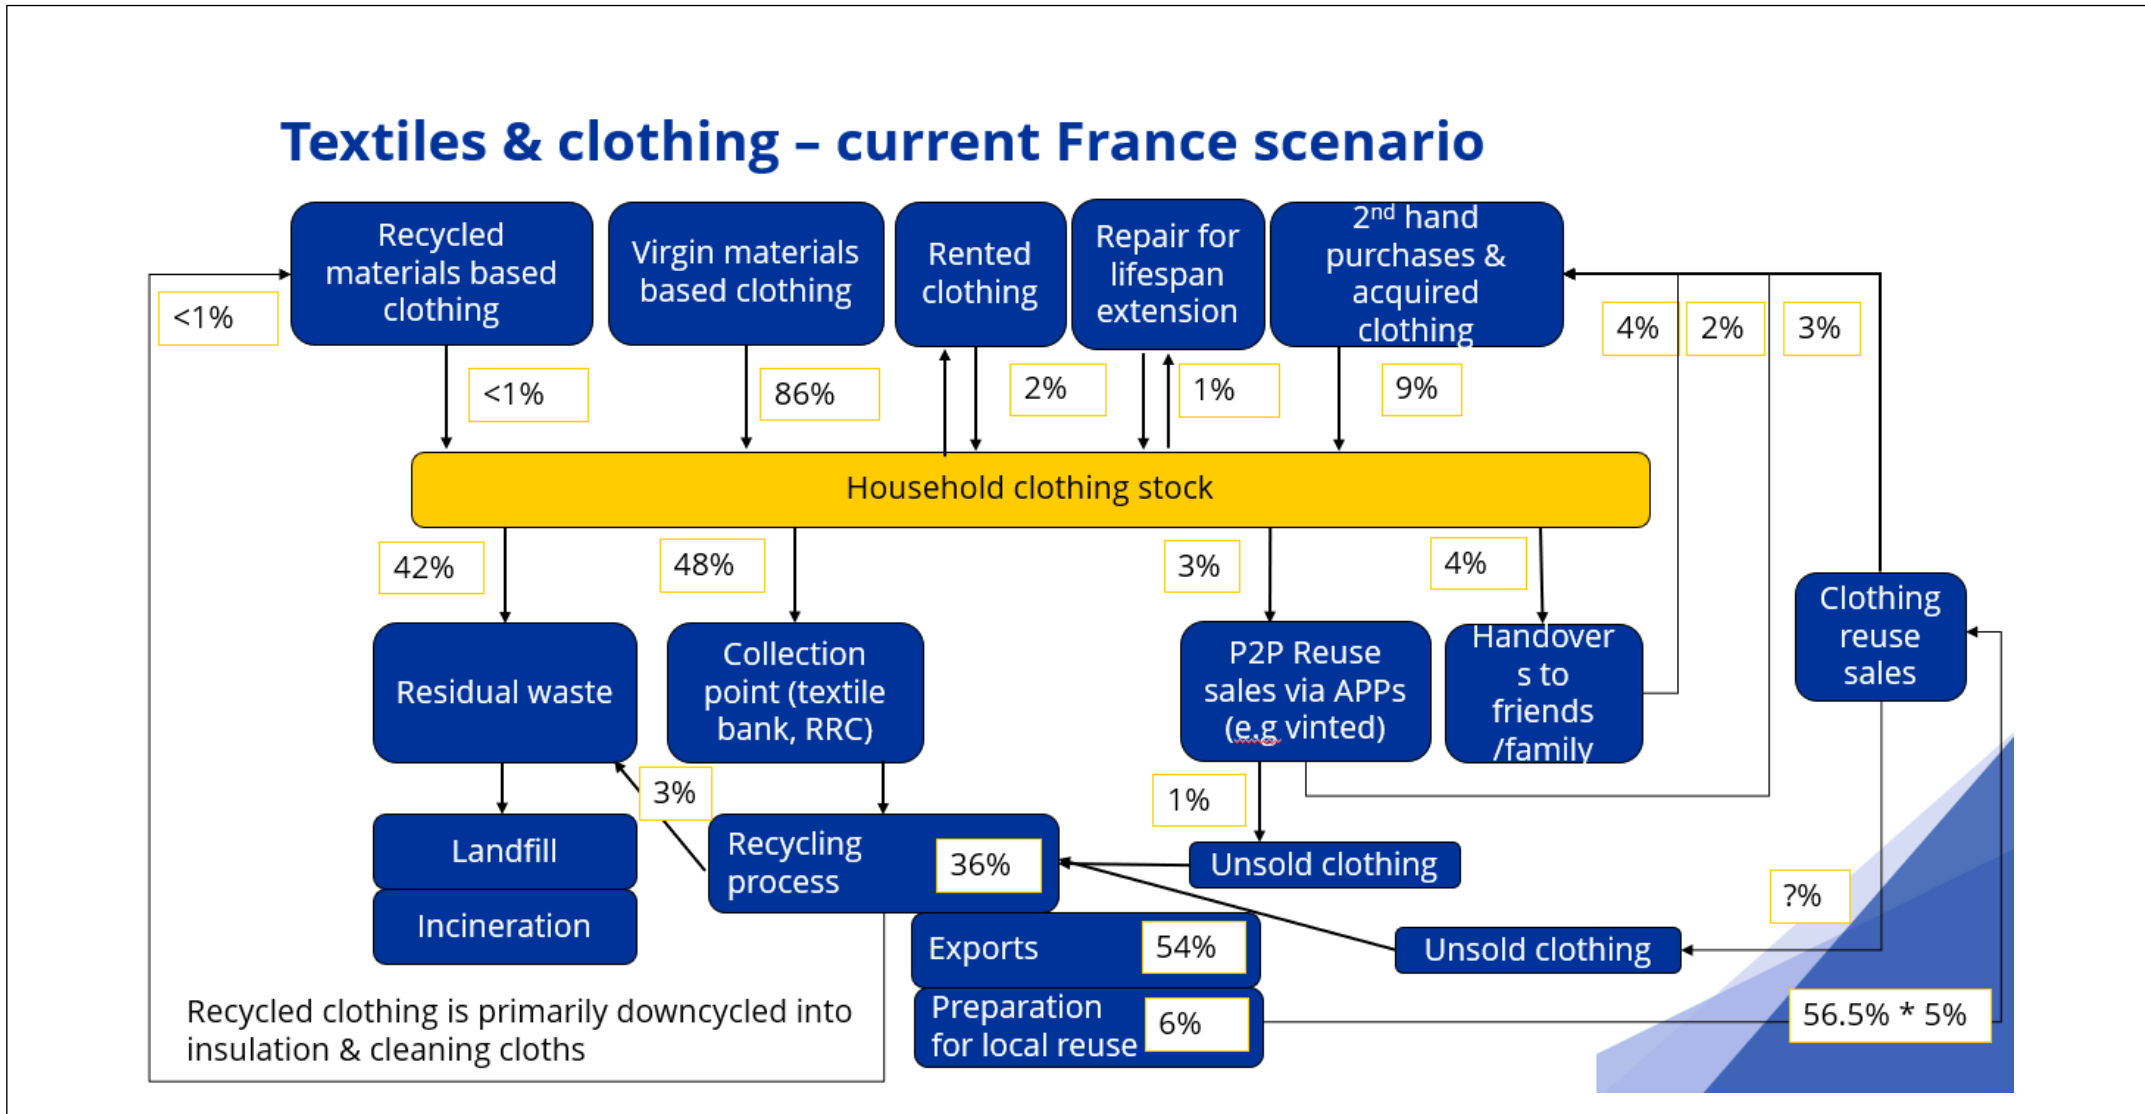 Textiles & clothing – current France scenario
Recycled
materials based
clothing
Virgin materials
based clothing
Rented
clothing
Repair for
lifespan
extension
2nd hand
purchases &
acquired
clothing
<1%
4%
2%
3%
<1%
86%
2%
1%
9%
Household clothing stock
42%
48%
3%
4%
Residual waste
Collection
point (textile
bank, RRC)
P2P Reuse
sales via APPs
(e.g vinted)
Handover
s to
friends
/family
Clothing
reuse
sales
3%
1%
Landfill
Incineration
Recycling
process
36%
Unsold clothing
?%
Exports
54%
Unsold clothing
Preparation
for local reuse
6%
56.5% * 5%
Recycled clothing is primarily downcycled into
insulation & cleaning cloths